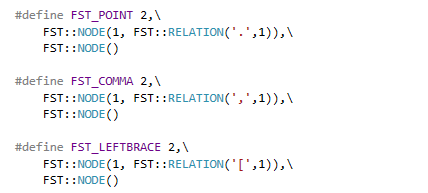 #define FST_POINT 2,\
FST::NODE(1, FST::RELATION('.',1)),\
FST::NODE()
#define FST_COMMA 2,\
FST::NODE(1, FST::RELATION(',',1)),\
FST::NODE()
#define FST_LEFTBRACE 2,\
FST::NODE(1, FST::RELATION('[',1)),\
FST::NODE()